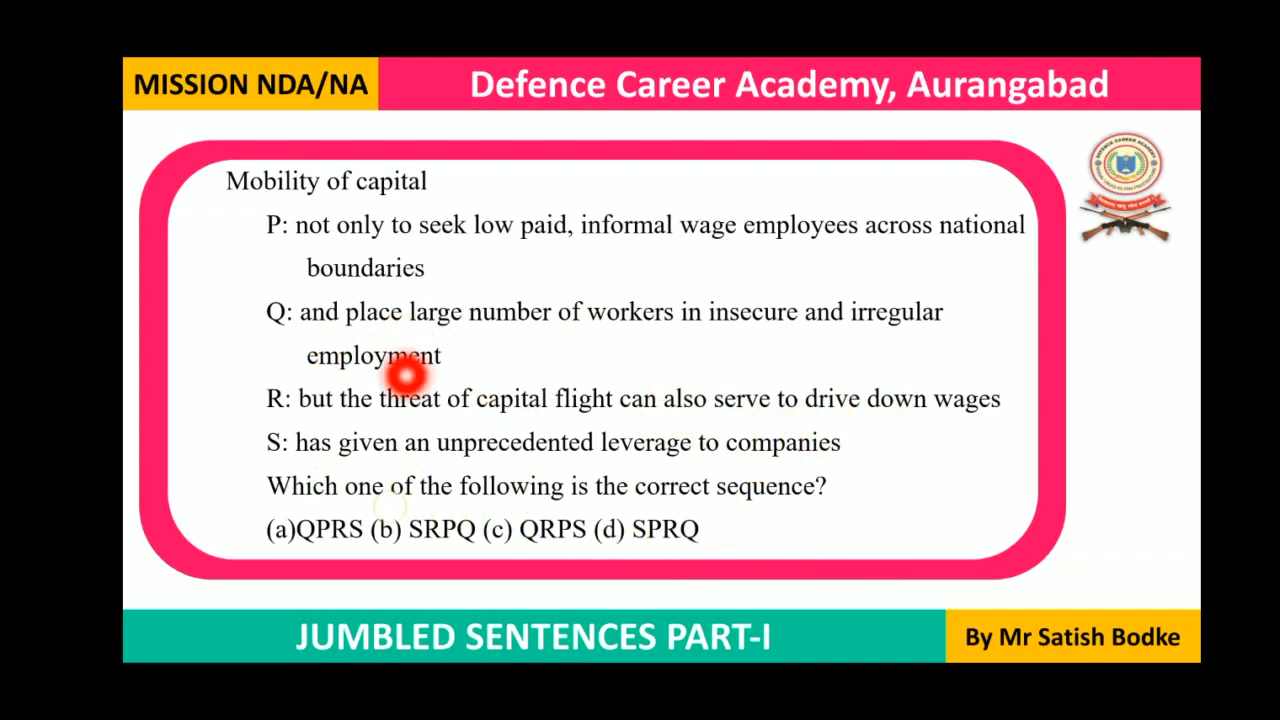 MISSION NDA/NA
Defence Career Academy, Aurangabad
Mobility of capital
P: not only to seek low paid, informal wage employees across national
boundaries
Q: and place large number of workers in insecure and irregular
employment
R: but the threat of capital flight can also serve to drive down wages
S: has given an unprecedented leverage to companies
Which one of the following is the correct sequence?
(a)QPRS (b) SRPQ (c) QRPS (d) SPRQ
JUMBLED SENTENCES PART-I
By Mr Satish Bodke